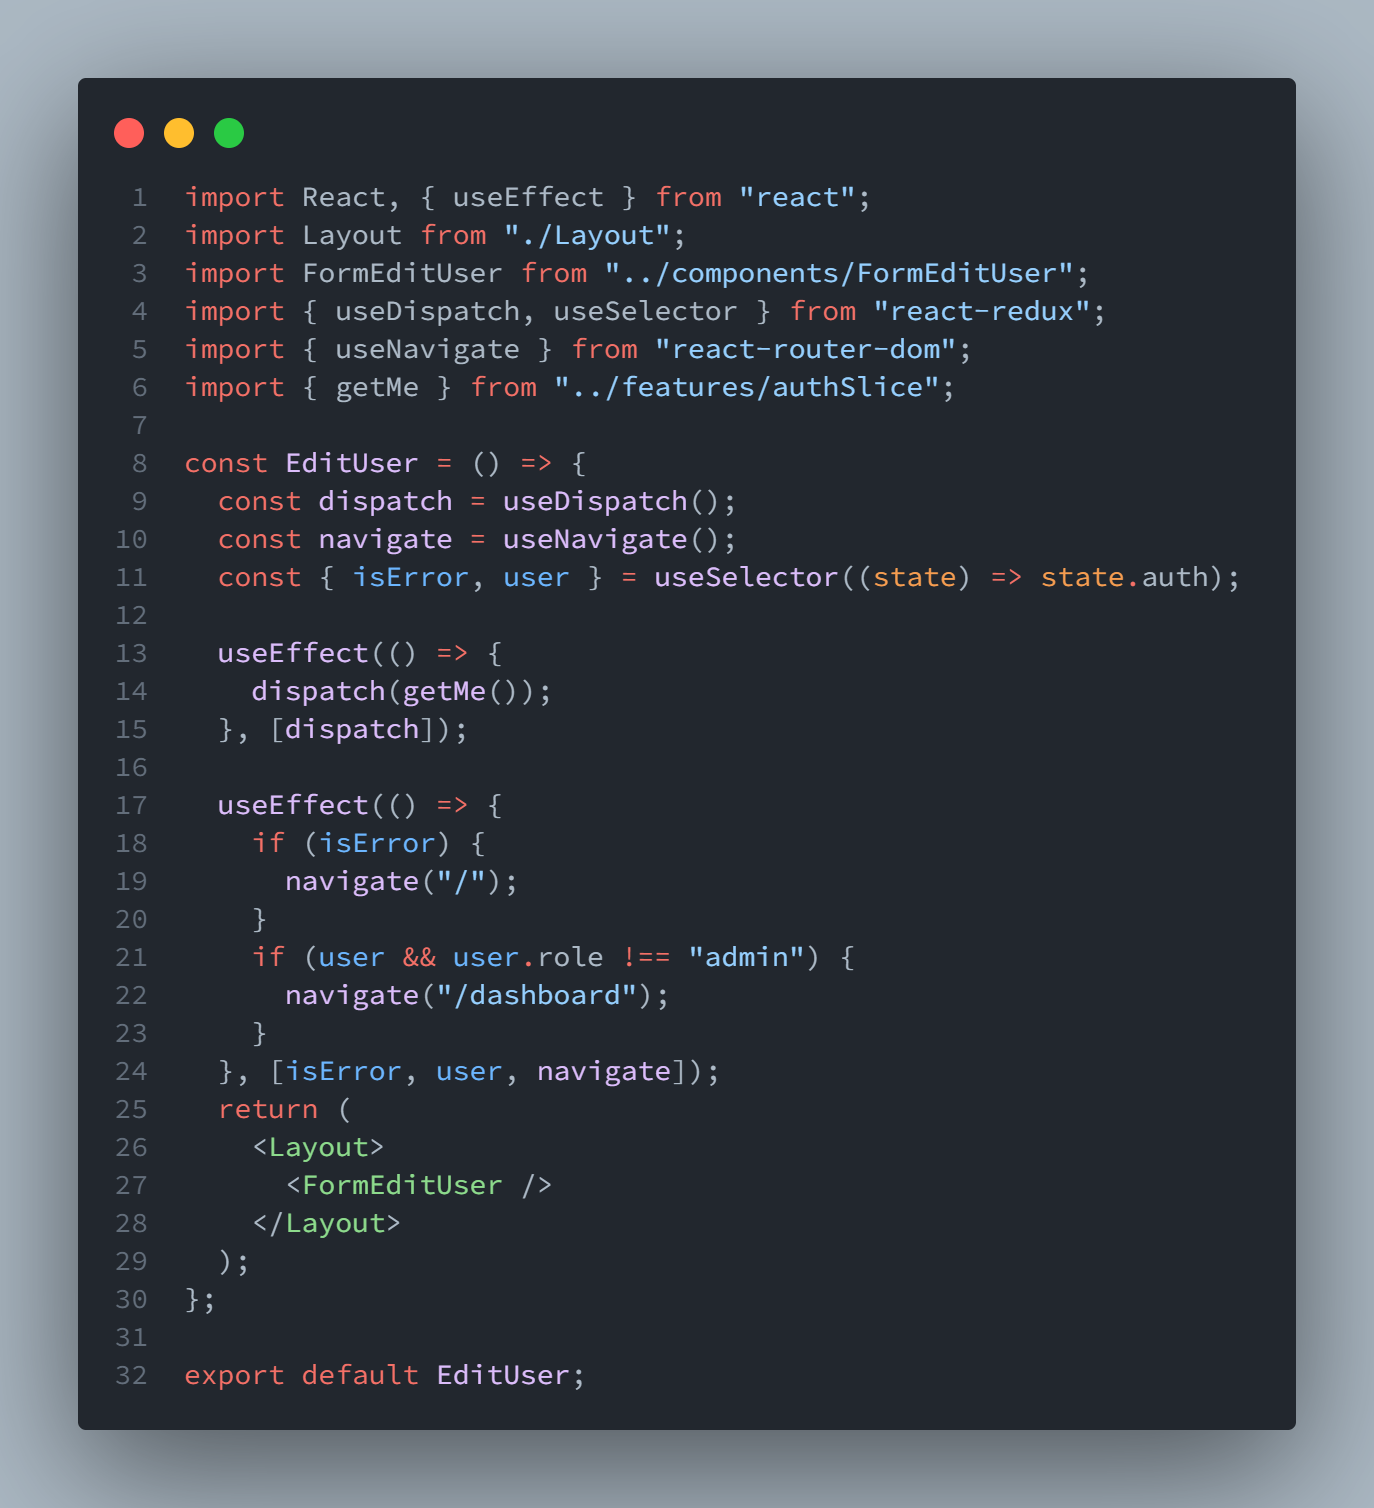 1 import React, { useEffect } from "react";
2 import Layout from "./Layout";
3 import FormEditUser from "../components/FormEditUser";
4 import { useDispatch, useSelector } from "react-redux";
5 import { useNavigate } from "react-router-dom";
6 import { getMe } from "../features/authSlice";
7
8 const EditUser = () => {
9   const dispatch = useDispatch();
10   const navigate = useNavigate();
11   const { isError, user } = useSelector((state) => state.auth);
12
13   useEffect(() => {
14     dispatch(getMe());
15   }, [dispatch]);
16
17   useEffect(() => {
18     if (isError) {
19       navigate("/");
20     }
21     if (user && user.role !== "admin") {
22       navigate("/dashboard");
23     }
24   }, [isError, user, navigate]);
25   return (
26     <Layout>
27       <FormEditUser />
28     </Layout>
29   );
30 };
31
32 export default EditUser;